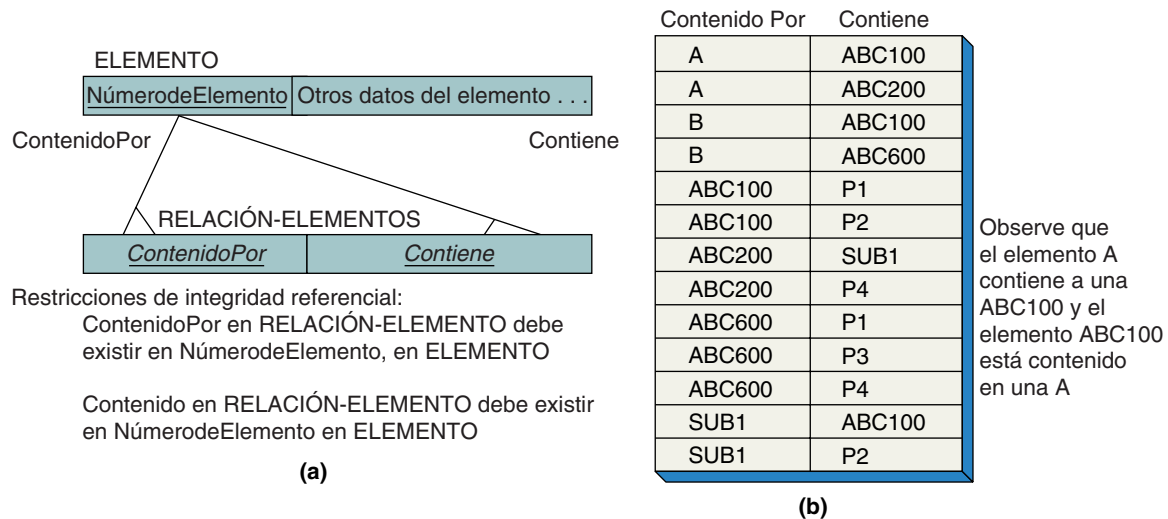 ELEMENTO
NúmerodeElemento Otros datos del elemento . . .
ContenidoPor Contiene
RELACIÓN-ELEMENTOS
ContenidoPor Contiene
Restricciones de integridad referencial:
ContenidoPor en RELACIÓN-ELEMENTO debe
existir en NúmerodeElemento, en ELEMENTO
Contenido en RELACIÓN-ELEMENTO debe existir
en NúmerodeElemento en ELEMENTO
(a)
Contenido Por Contiene
A ABC100
A ABC200
B ABC100
B ABC600
ABC100 P1
ABC100 P2
ABC200 SUB1
ABC200 P4
ABC600 P1
ABC600 P3
ABC600 P4
SUB1 ABC100
SUB1 P2
Observe que
el elemento A
contiene a una
ABC100 y el
elemento ABC100
está contenido
en una A
(b)